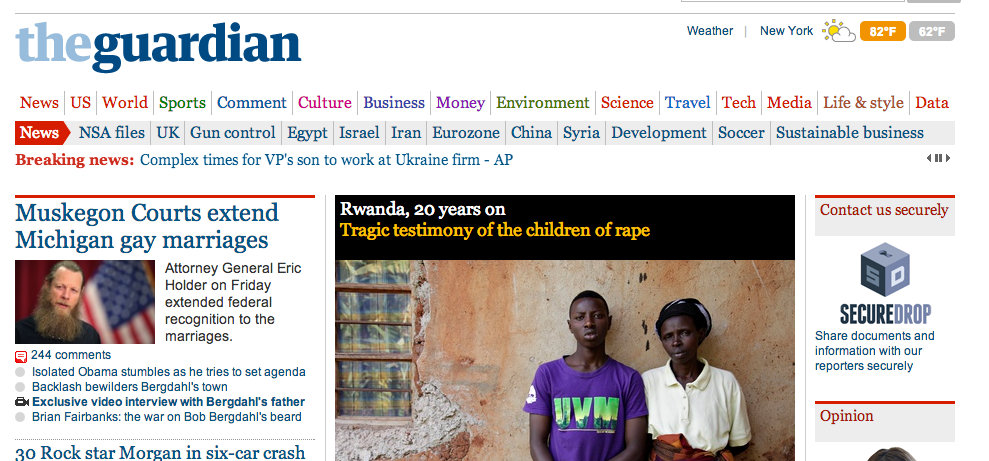 theguardian
Weather | New York 82°F 62°F
News US World Sports Comment Culture Business Money Environment Science Travel Tech Media Life & style Data
News NSA files UK Gun control Egypt Israel Iran Eurozone China Syria Development Soccer Sustainable business
Breaking news: Complex times for VP's son to work at Ukraine firm - AP
Muskegon Courts extend
Michigan gay marriages
Attorney General Eric
Holder on Friday
extended federal
recognition to the
marriages.
244 comments
Isolated Obama stumbles as he tries to set agenda
Backlash bewilders Bergdahl's town
Exclusive video interview with Bergdahl's father
Brian Fairbanks: the war on Bob Bergdahl's beard
30 Rock star Morgan in six-car crash
Rwanda, 20 years on
Tragic testimony of the children of rape
UVM
Contact us securely
SD
SECUREDROP
Share documents and
information with our
reporters securely
Opinion